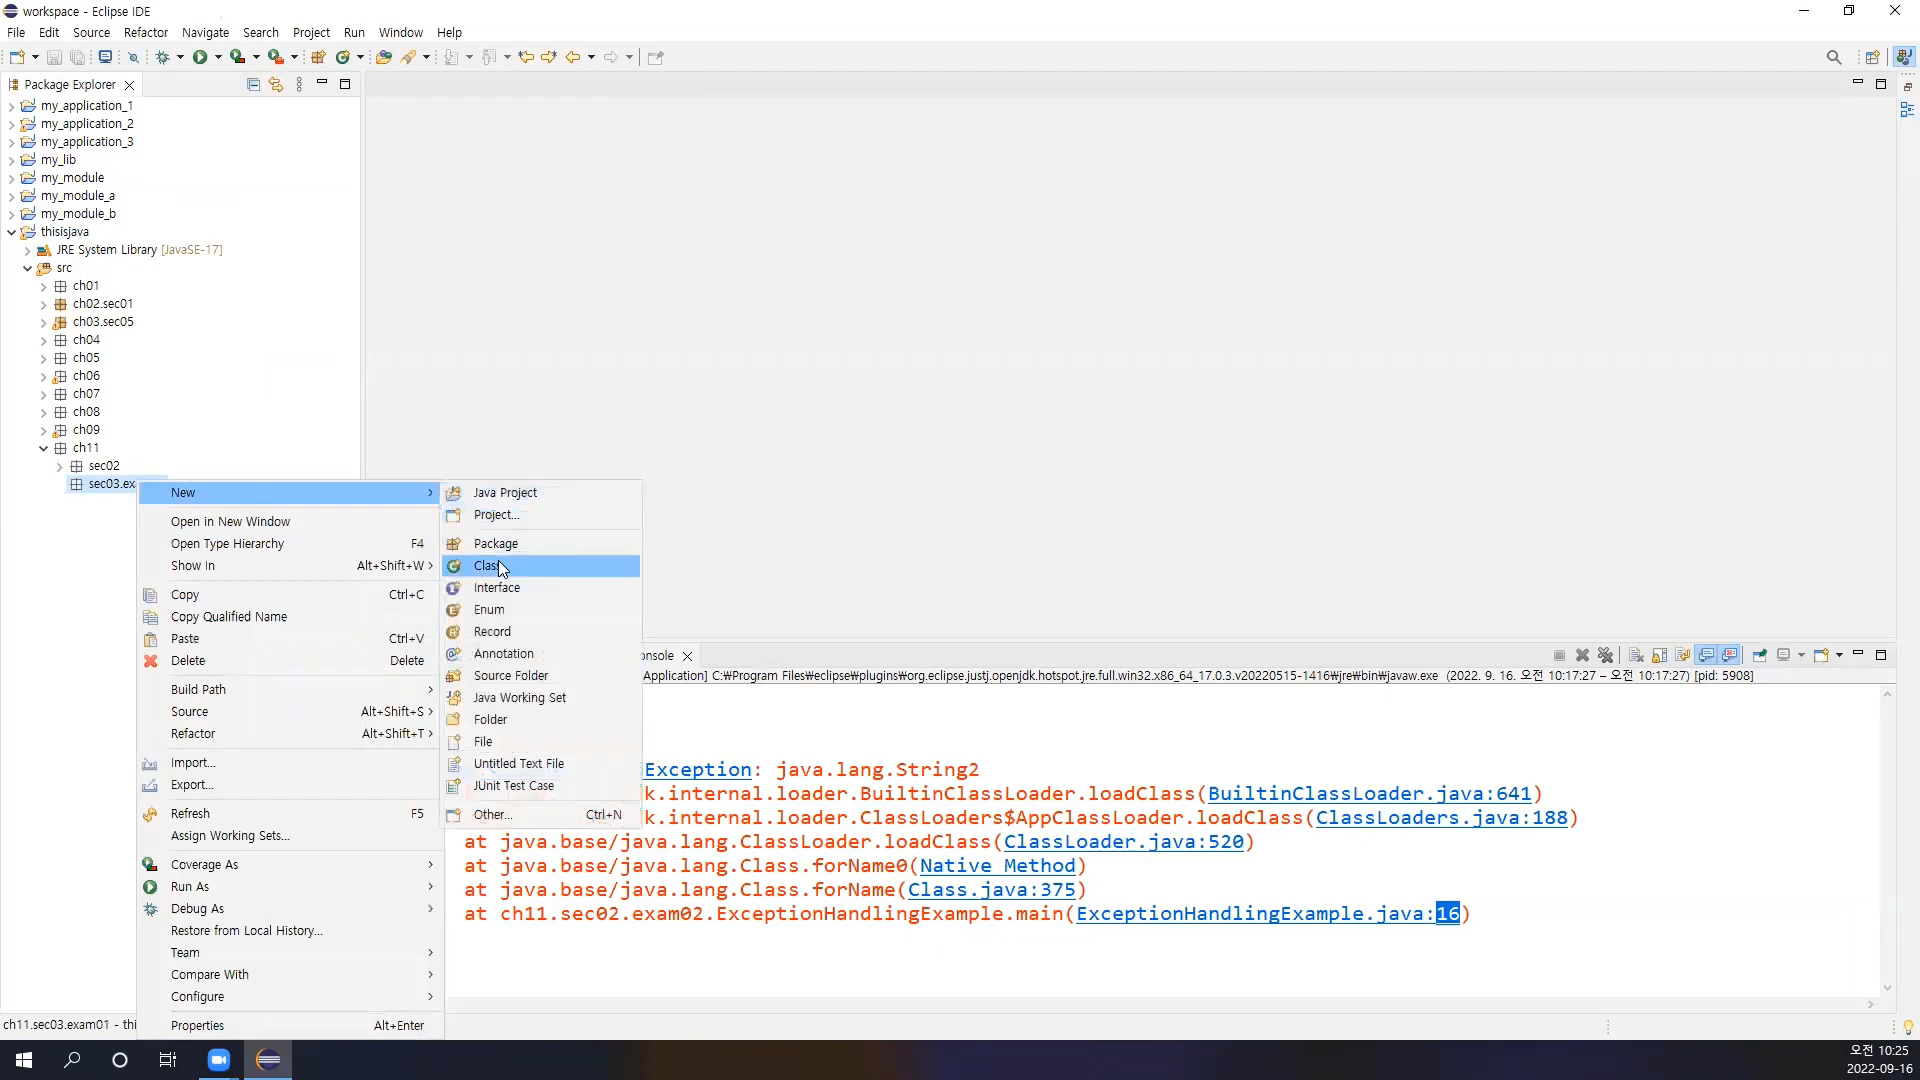 workspace - Eclipse IDE
File Edit Source Refactor Navigate Search Project Run Window Help
Package Explorer
my_application_1
my_application_2
my_application_3
my_lib
my_module
my_module_a
my_module_b
thisisjava
JRE System Library [JavaSE-17]
src
ch01
ch02.sec01
ch03.sec05
ch04
ch05
ch06
ch07
ch08
ch09
ch11
sec02
sec03.ex
New
Open in New Window
Open Type Hierarchy F4
Show In Alt+Shift+W
Copy Ctrl+C
Copy Qualified Name
Paste Ctrl+V
Delete Delete
Build Path
Source Alt+Shift+S
Refactor Alt+Shift+T
Import...
Export...
Refresh F5
Assign Working Sets...
Coverage As
Run As
Debug As
Restore from Local History...
Team
Compare With
Configure
Properties Alt+Enter
Java Project
Project...
Package
Class
Interface
Enum
Record
Annotation
Source Folder
Java Working Set
Folder
File
Untitled Text File
JUnit Test Case
Other... Ctrl+N
onsole
Application] C:₩Program Files₩eclipse₩plugins₩org.eclipse.justj.openjdk.hotspot.jre.full.win32.x86_64_17.0.3.v20220515-1416₩jre₩bin₩javaw.exe (2022. 9. 16. 오전 10:17:27 – 오전 10:17:27) [pid: 5908]
Exception: java.lang.String2
k.internal.loader.BuiltinClassLoader.loadClass(BuiltinClassLoader.java:641)
k.internal.loader.ClassLoaders$AppClassLoader.loadClass(ClassLoaders.java:188)
at java.base/java.lang.ClassLoader.loadClass(ClassLoader.java:520)
at java.base/java.lang.Class.forName0(Native Method)
at java.base/java.lang.Class.forName(Class.java:375)
at ch11.sec02.exam02.ExceptionHandlingExample.main(ExceptionHandlingExample.java:16)
ch11.sec03.exam01 - thi
오전 10:25
2022-09-16